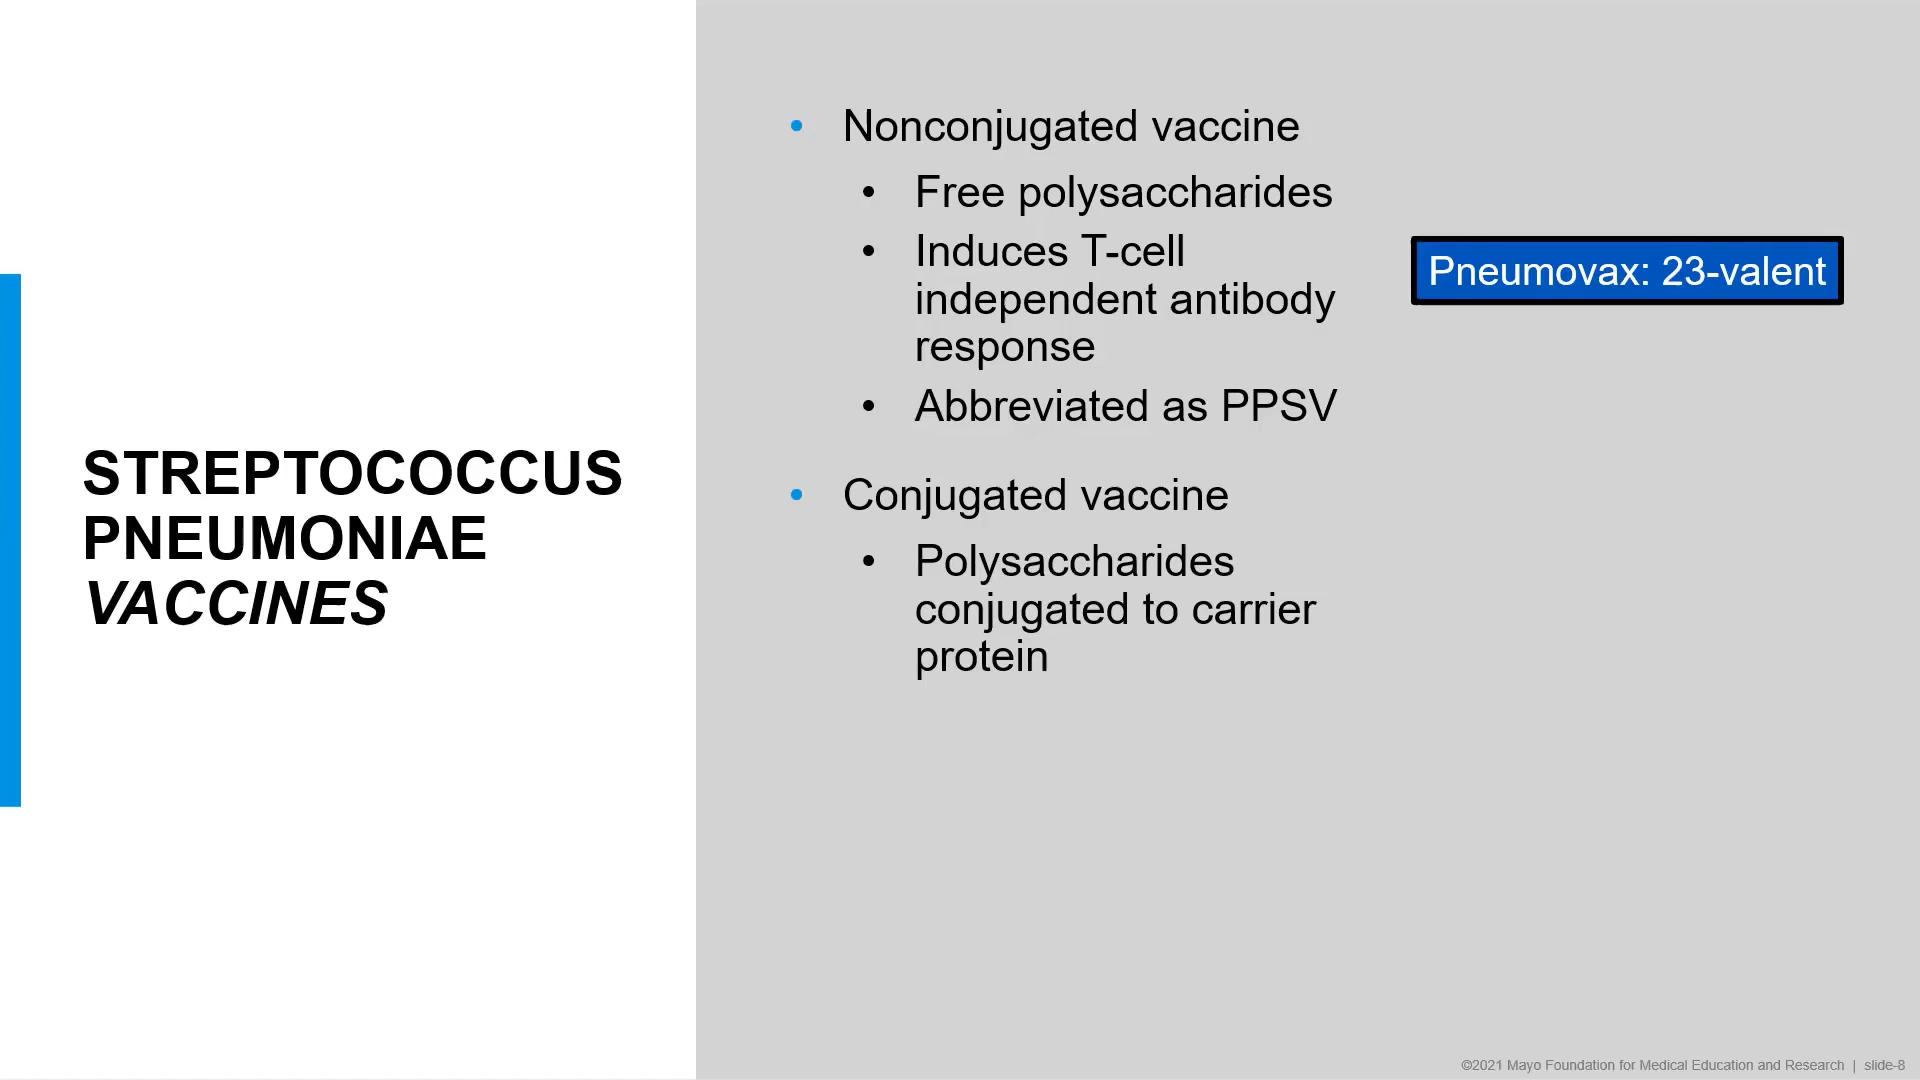 STREPTOCOCCUS
PNEUMONIAE
VACCINES
• Nonconjugated vaccine
• Free polysaccharides
• Induces T-cell
independent antibody
response
• Abbreviated as PPSV
Pneumovax: 23-valent
• Conjugated vaccine
• Polysaccharides
conjugated to carrier
protein
©2021 Mayo Foundation for Medical Education and Research | slide-8